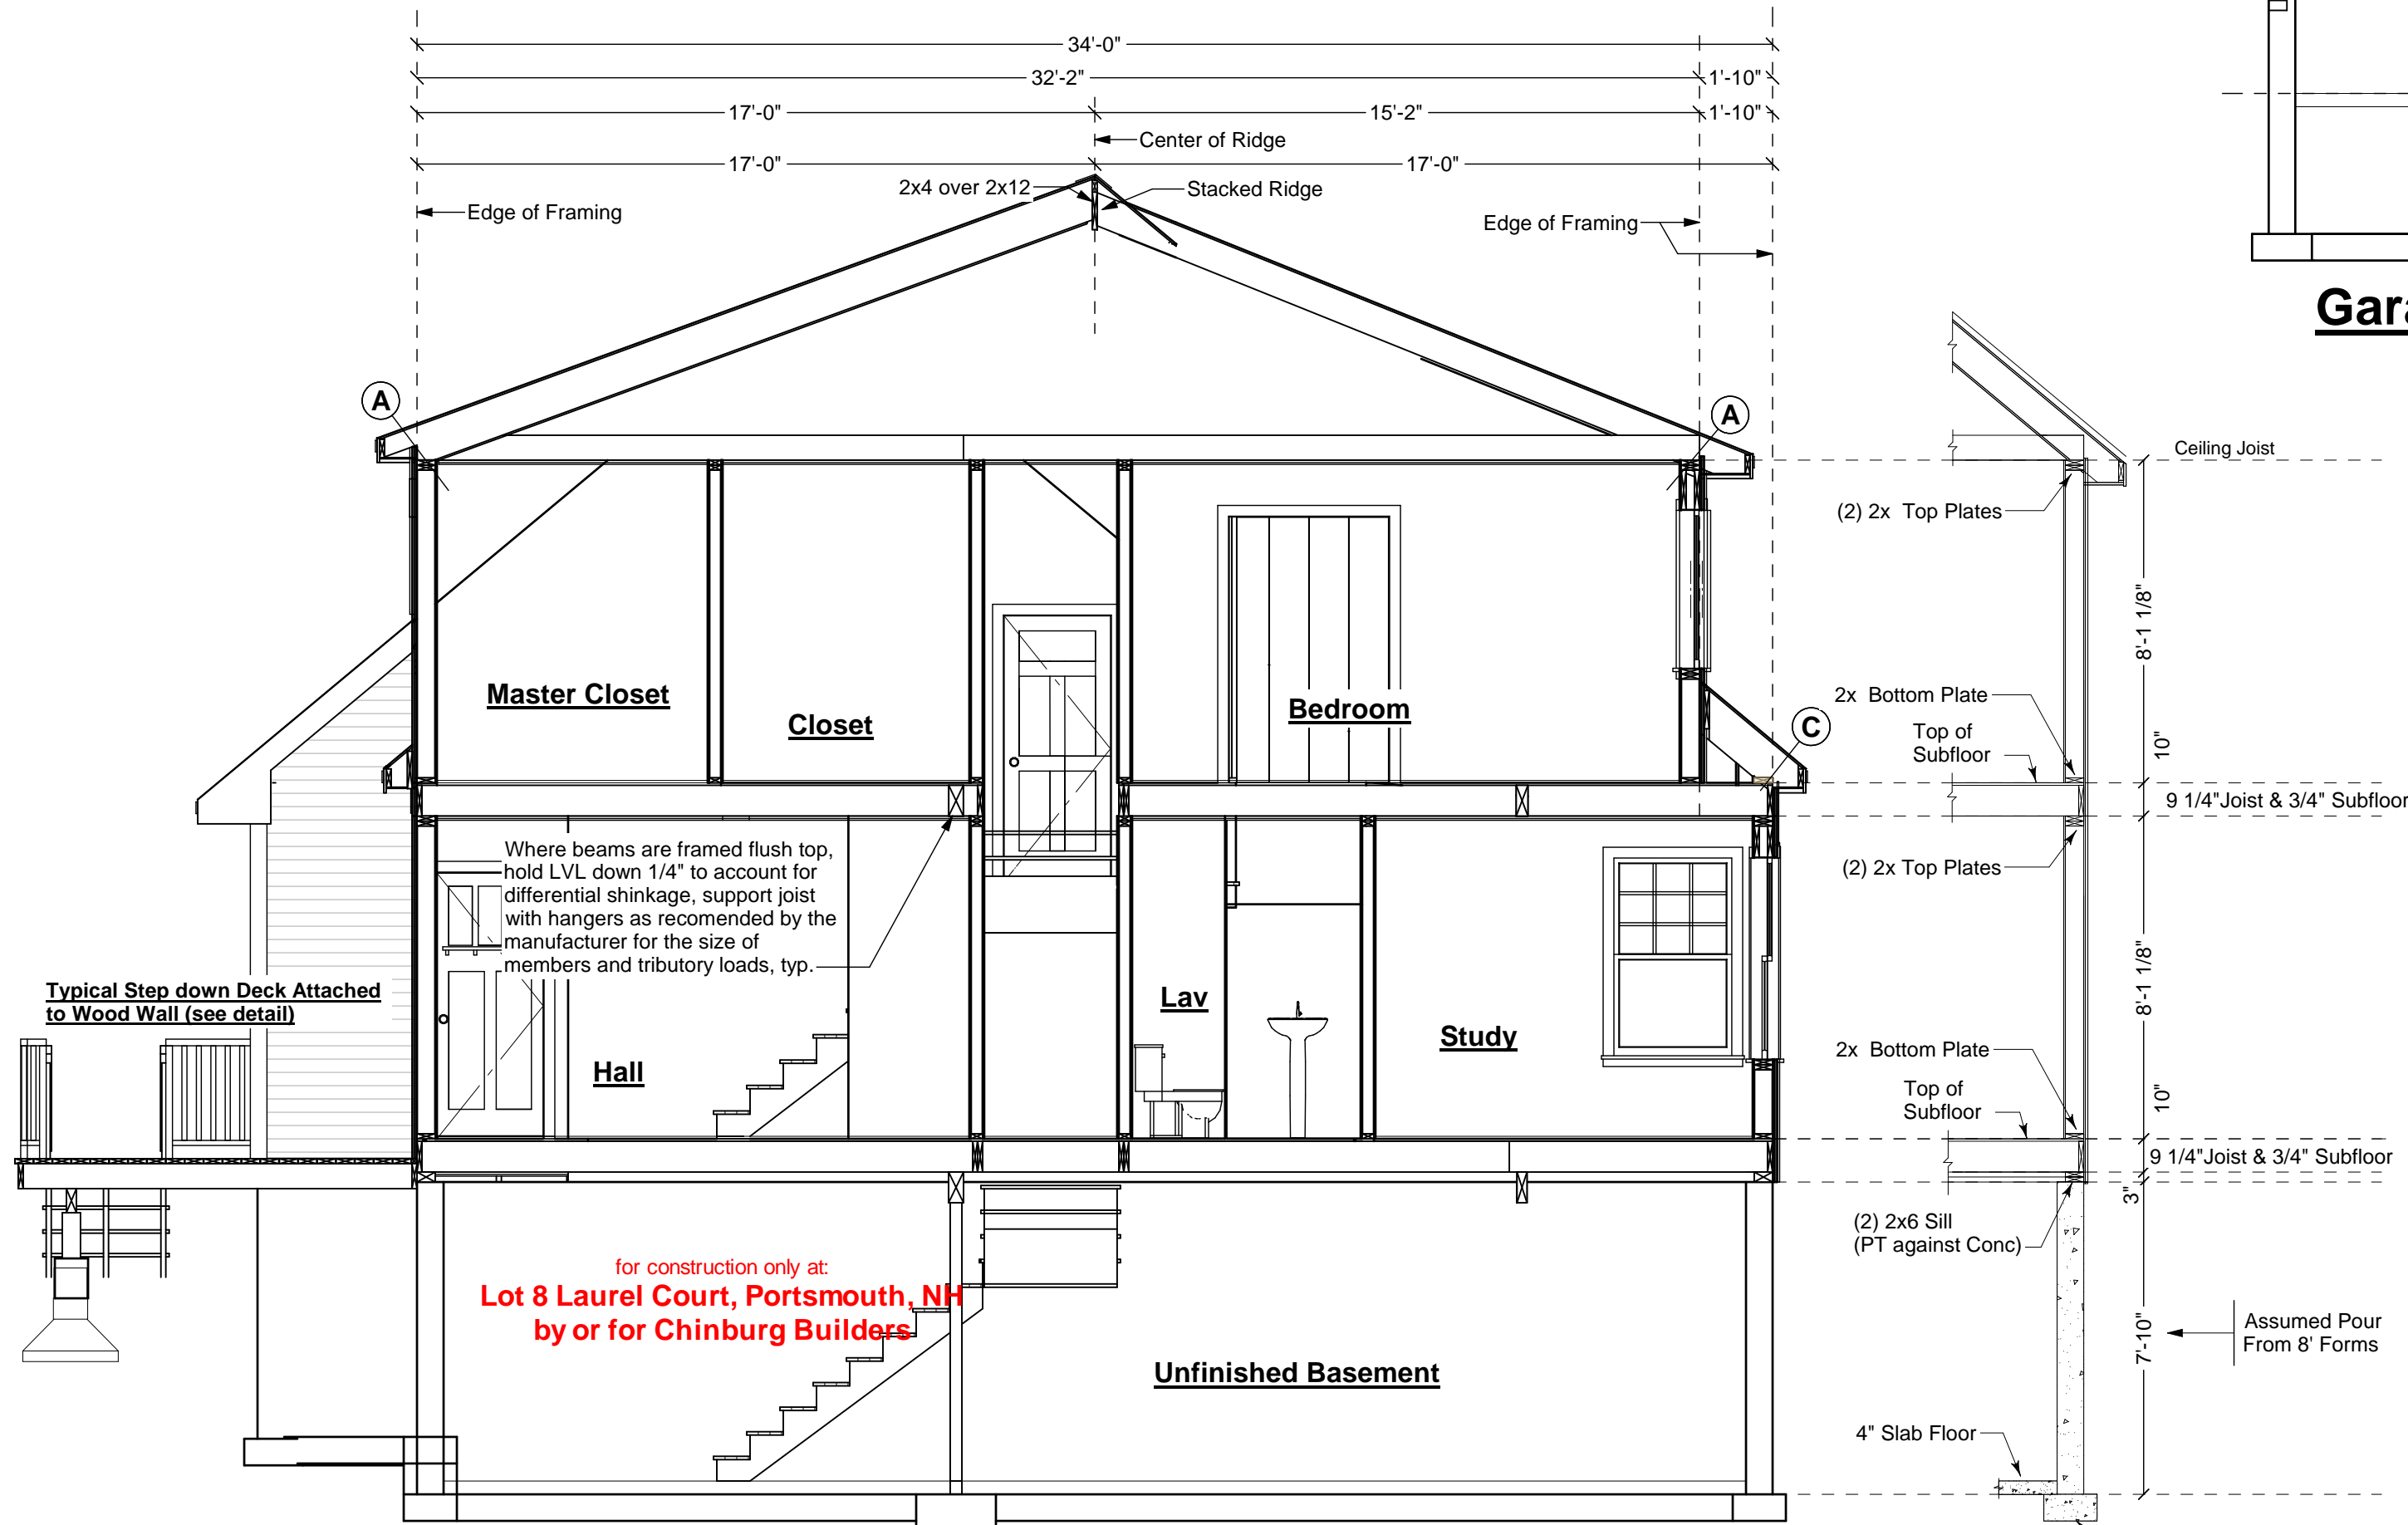 34'-0"
32'-2"
1'-10"
17'-0"
15'-2"
1'-10"
Center of Ridge
17'-0"
17'-0"
2x4 over 2x12
Stacked Ridge
Edge of Framing
Edge of Framing
A
A
C
Master Closet
Closet
Bedroom
Where beams are framed flush top,
hold LVL down 1/4" to account for
differential shinkage, support joist
with hangers as recomended by the
manufacturer for the size of
members and tributory loads, typ.
Typical Step down Deck Attached
to Wood Wall (see detail)
Hall
Lav
Study
for construction only at:
Lot 8 Laurel Court, Portsmouth, NH
by or for Chinburg Builders
Unfinished Basement
Ceiling Joist
(2) 2x Top Plates
8'-1 1/8"
2x Bottom Plate
Top of
Subfloor
10"
9 1/4"Joist & 3/4" Subfloor
(2) 2x Top Plates
8'-1 1/8"
2x Bottom Plate
Top of
Subfloor
10"
9 1/4"Joist & 3/4" Subfloor
3"
(2) 2x6 Sill
(PT against Conc)
7'-10"
Assumed Pour
From 8' Forms
4" Slab Floor